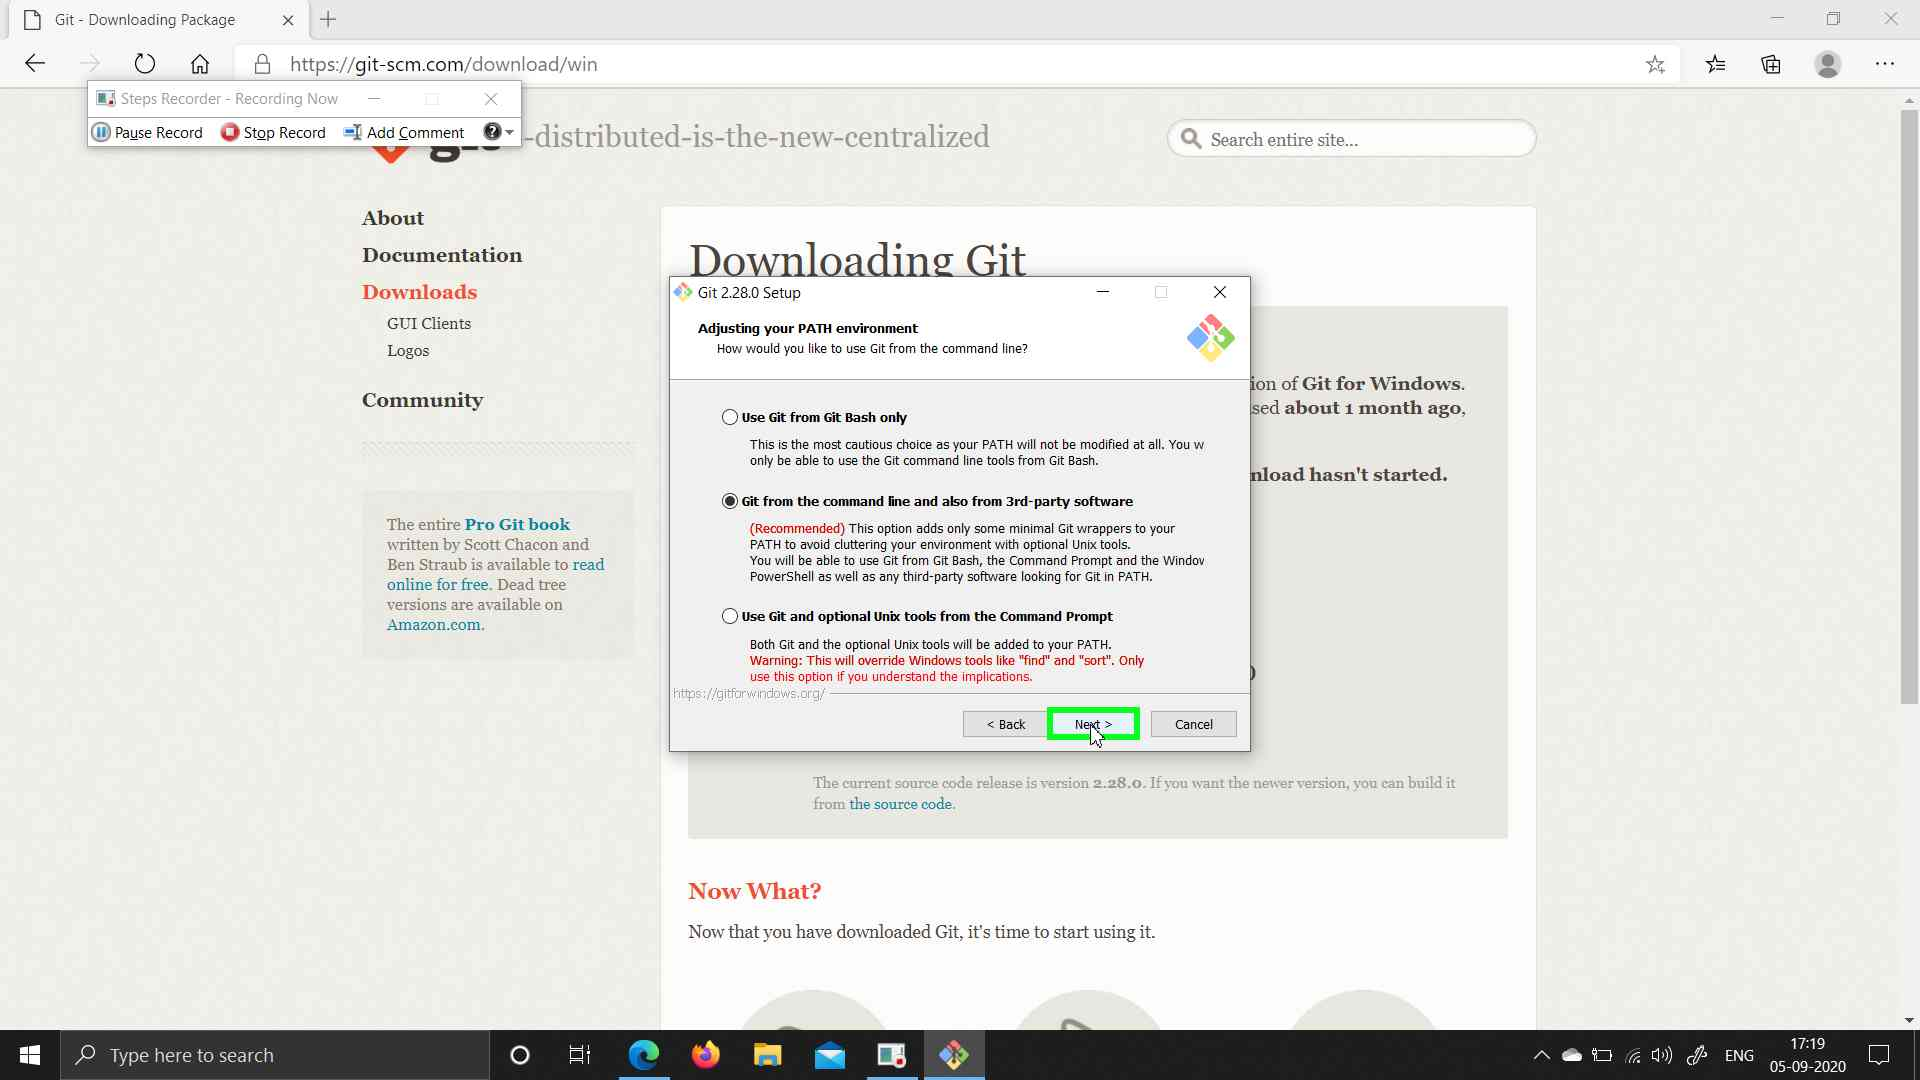 Git - Downloading Package
https://git-scm.com/download/win
Steps Recorder - Recording Now
Pause Record
Stop Record
Add Comment
-distributed-is-the-new-centralized
Search entire site...
About
Documentation
Downloads
GUI Clients
Logos
Community
The entire Pro Git book
written by Scott Chacon and
Ben Straub is available to read
online for free. Dead tree
versions are available on
Amazon.com.
Downloading Git
ion of Git for Windows.
sed about 1 month ago,
nload hasn't started.
Git 2.28.0 Setup
Adjusting your PATH environment
How would you like to use Git from the command line?
Use Git from Git Bash only
This is the most cautious choice as your PATH will not be modified at all. You w
only be able to use the Git command line tools from Git Bash.
Git from the command line and also from 3rd-party software
(Recommended) This option adds only some minimal Git wrappers to your
PATH to avoid cluttering your environment with optional Unix tools.
You will be able to use Git from Git Bash, the Command Prompt and the Window
PowerShell as well as any third-party software looking for Git in PATH.
Use Git and optional Unix tools from the Command Prompt
Both Git and the optional Unix tools will be added to your PATH.
Warning: This will override Windows tools like "find" and "sort". Only
use this option if you understand the implications.
https://gitforwindows.org/
< Back
Next >
Cancel
The current source code release is version 2.28.0. If you want the newer version, you can build it
from the source code.
Now What?
Now that you have downloaded Git, it's time to start using it.
Type here to search
ENG
17:19
05-09-2020